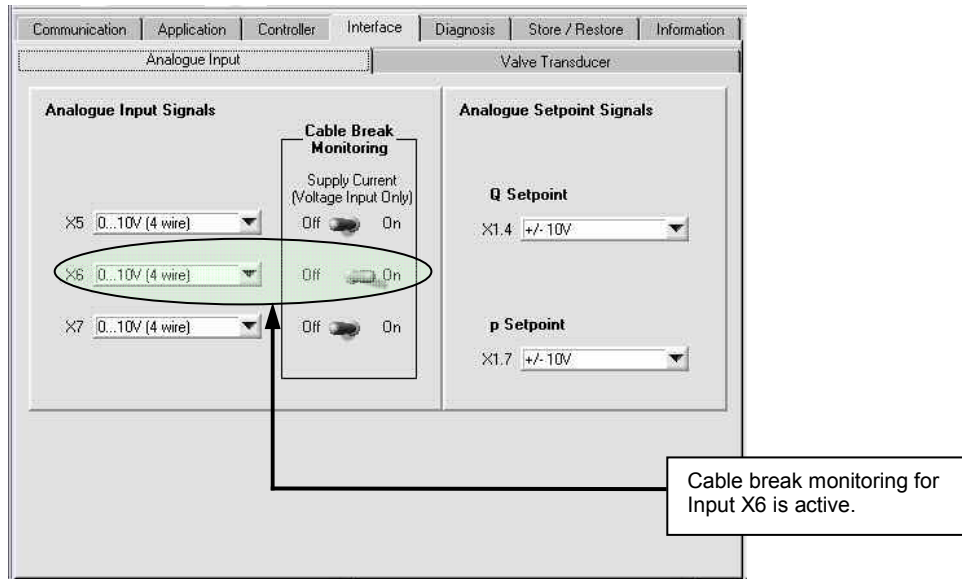 Communication Application Controller Interface Diagnosis Store / Restore Information
Analogue Input Valve Transducer
Analogue Input Signals
Cable Break
Monitoring
Supply Current
(Voltage Input Only)
X5 0...10V (4 wire) Off On
X6 0...10V (4 wire) Off On
X7 0...10V (4 wire) Off On
Analogue Setpoint Signals
Q Setpoint
X1.4 +/- 10V
p Setpoint
X1.7 +/- 10V
Cable break monitoring for
Input X6 is active.